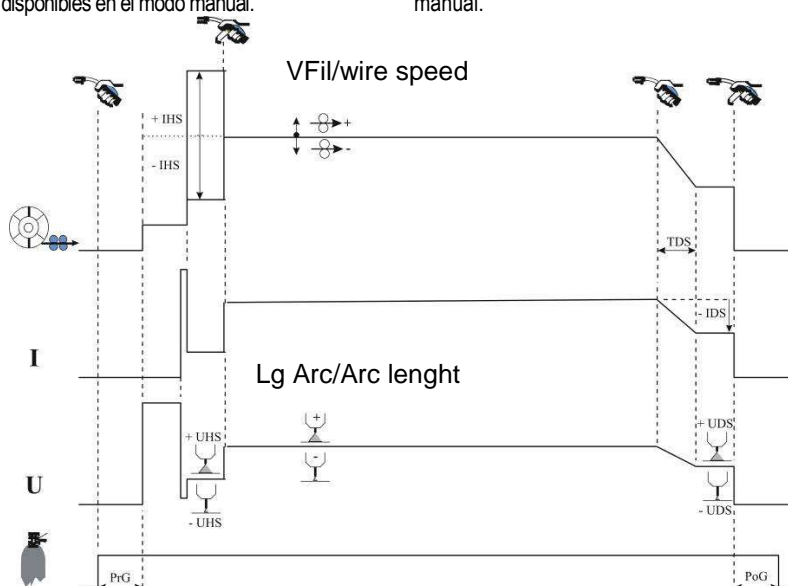 disponibles en el modo manual.
manual.
VFil/wire speed
+ IHS
- IHS
+
-
TDS
- IDS
I
Lg Arc/Arc lenght
+ UHS
+
+ UDS
-
U
- UHS
- UDS
PrG
PoG